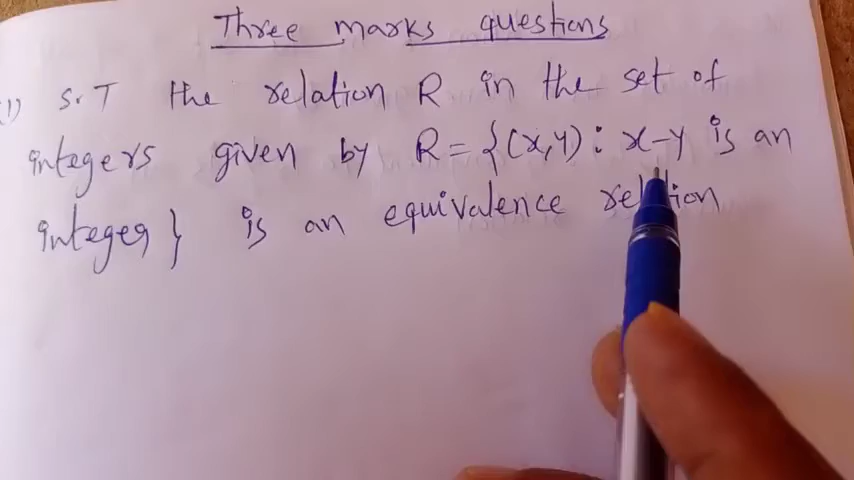 Three marks questions
1) S.T the relation R in the set of
integers given by R = {(x,y) : x-y is an
integer} is an equivalence relation